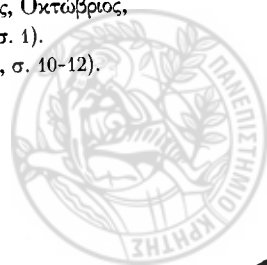 ς, Οκτώβριος,
σ. 1).
, σ. 10-12).
ΠΑΝΕΠΙΣΤΗΜΙΟ ΚΡΗΤΗΣ